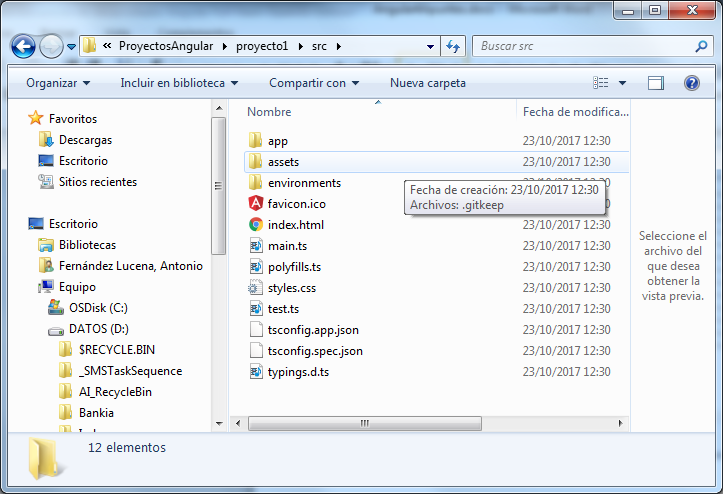 ProyectosAngular
proyecto1
src
Buscar src
Organizar
Incluir en biblioteca
Compartir con
Nueva carpeta
Favoritos
Descargas
Escritorio
Sitios recientes
Escritorio
Bibliotecas
Fernández Lucena, Antonio
Equipo
OSDisk (C:)
DATOS (D:)
$RECYCLE.BIN
_SMSTaskSequence
AI_RecycleBin
Bankia
Nombre Fecha de modifica...
app 23/10/2017 12:30
assets 23/10/2017 12:30
environments 23/10/2017 12:30
favicon.ico
index.html 23/10/2017 12:30
main.ts 23/10/2017 12:30
polyfills.ts 23/10/2017 12:30
styles.css 23/10/2017 12:30
test.ts 23/10/2017 12:30
tsconfig.app.json 23/10/2017 12:30
tsconfig.spec.json 23/10/2017 12:30
typings.d.ts 23/10/2017 12:30
Fecha de creación: 23/10/2017 12:30
Archivos: .gitkeep
Seleccione el
archivo del
que desea
obtener la
vista previa.
12 elementos